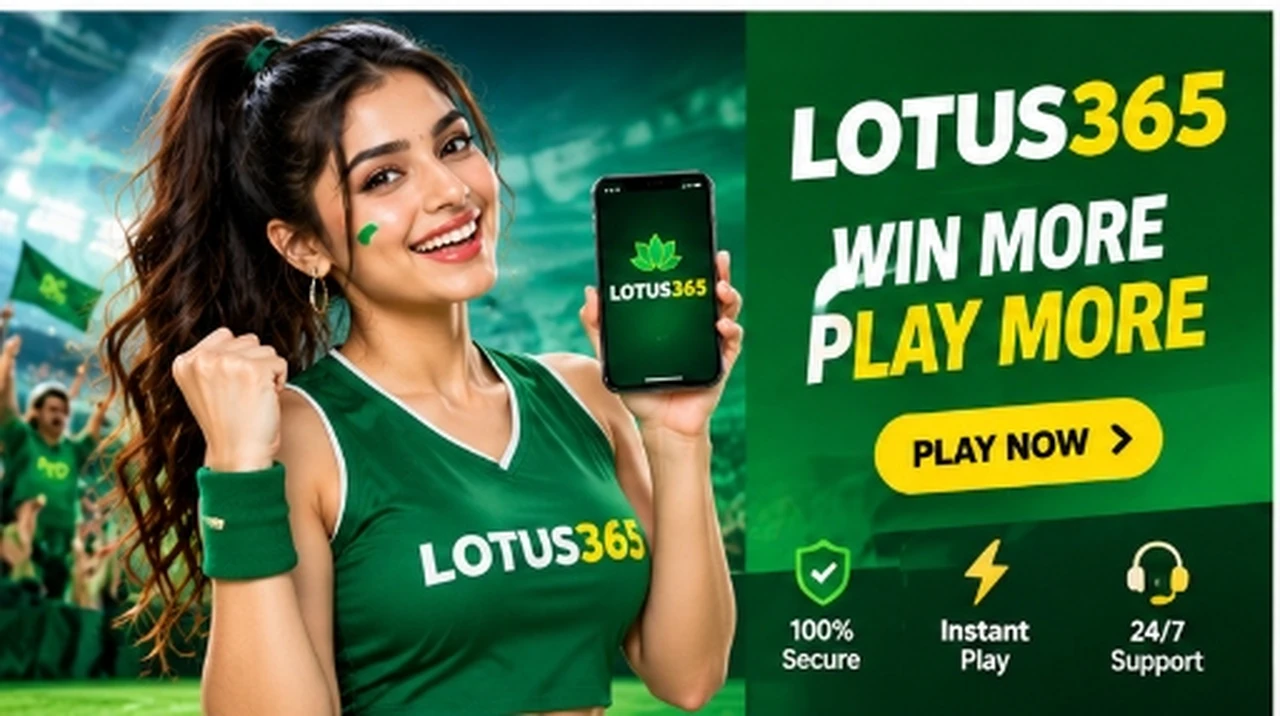 LOTUS365
LOTUS365
LOTUS365
WIN MORE
PLAY MORE
PLAY NOW
100%
Secure
Instant
Play
24/7
Support